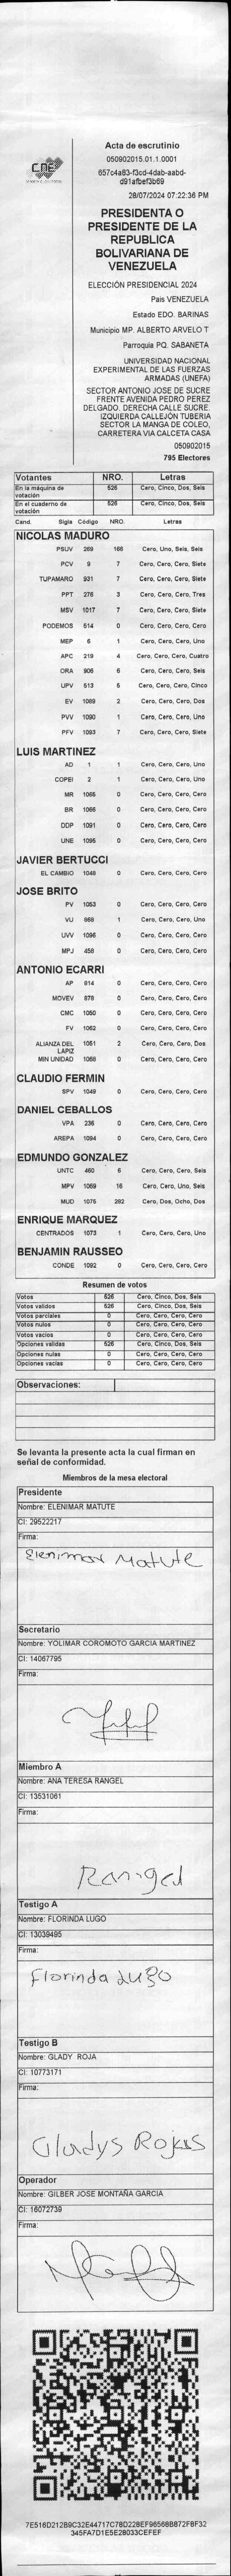 CNE
Acta de escrutinio
050902015.01.1.0001
657c4a83-f3cd-4dab-aabd-
d91afbef3b69
28/07/2024 07:22:36 PM
PRESIDENTA O
PRESIDENTE DE LA
REPUBLICA
BOLIVARIANA DE
VENEZUELA
ELECCIÓN PRESIDENCIAL 2024
Pais VENEZUELA
Estado EDO. BARINAS
Municipio MP. ALBERTO ARVELO T
Parroquia PQ. SABANETA
UNIVERSIDAD NACIONAL
EXPERIMENTAL DE LAS FUERZAS
ARMADAS (UNEFA)
SECTOR ANTONIO JOSE DE SUCRE
FRENTE AVENIDA PEDRO PEREZ
DELGADO. DERECHA CALLE SUCRE.
IZQUIERDA CALLEJÓN TUBERIA
SECTOR LA MANGA DE COLEO,
CARRETERA VIA CALCETA CASA
050902015
795 Electores
Votantes NRO. Letras
En la máquina de votación 526 Cero, Cinco, Dos, Seis
En el cuaderno de votación 526 Cero, Cinco, Dos, Seis
Cand. Sigla Código NRO. Letras
NICOLAS MADURO
PSUV 269 166 Cero, Uno, Seis, Seis
PCV 9 7 Cero, Cero, Cero, Siete
TUPAMARO 931 7 Cero, Cero, Cero, Siete
PPT 276 3 Cero, Cero, Cero, Tres
MSV 1017 7 Cero, Cero, Cero, Siete
PODEMOS 514 0 Cero, Cero, Cero, Cero
MEP 6 1 Cero, Cero, Cero, Uno
APC 219 4 Cero, Cero, Cero, Cuatro
ORA 906 6 Cero, Cero, Cero, Seis
UPV 513 5 Cero, Cero, Cero, Cinco
EV 1089 2 Cero, Cero, Cero, Dos
PVV 1090 1 Cero, Cero, Cero, Uno
PFV 1093 7 Cero, Cero, Cero, Siete
LUIS MARTINEZ
AD 1 1 Cero, Cero, Cero, Uno
COPEI 2 1 Cero, Cero, Cero, Uno
MR 1065 0 Cero, Cero, Cero, Cero
BR 1066 0 Cero, Cero, Cero, Cero
DDP 1091 0 Cero, Cero, Cero, Cero
UNE 1095 0 Cero, Cero, Cero, Cero
JAVIER BERTUCCI
EL CAMBIO 1048 0 Cero, Cero, Cero, Cero
JOSE BRITO
PV 1053 0 Cero, Cero, Cero, Cero
VU 868 1 Cero, Cero, Cero, Uno
UVV 1096 0 Cero, Cero, Cero, Cero
MPJ 458 0 Cero, Cero, Cero, Cero
ANTONIO ECARRI
AP 814 0 Cero, Cero, Cero, Cero
MOVEV 878 0 Cero, Cero, Cero, Cero
CMC 1050 0 Cero, Cero, Cero, Cero
FV 1062 0 Cero, Cero, Cero, Cero
ALIANZA DEL LAPIZ 1051 2 Cero, Cero, Cero, Dos
MIN UNIDAD 1068 0 Cero, Cero, Cero, Cero
CLAUDIO FERMIN
SPV 1049 0 Cero, Cero, Cero, Cero
DANIEL CEBALLOS
VPA 236 0 Cero, Cero, Cero, Cero
AREPA 1094 0 Cero, Cero, Cero, Cero
EDMUNDO GONZALEZ
UNTC 460 6 Cero, Cero, Cero, Seis
MPV 1069 16 Cero, Cero, Uno, Seis
MUD 1075 282 Cero, Dos, Ocho, Dos
ENRIQUE MARQUEZ
CENTRADOS 1073 1 Cero, Cero, Cero, Uno
BENJAMIN RAUSSEO
CONDE 1092 0 Cero, Cero, Cero, Cero
Resumen de votos
Votos 526 Cero, Cinco, Dos, Seis
Votos validos 526 Cero, Cinco, Dos, Seis
Votos parciales 0 Cero, Cero, Cero, Cero
Votos nulos 0 Cero, Cero, Cero, Cero
Votos vacios 0 Cero, Cero, Cero, Cero
Opciones validas 526 Cero, Cinco, Dos, Seis
Opciones nulas 0 Cero, Cero, Cero, Cero
Opciones vacías 0 Cero, Cero, Cero, Cero
Observaciones:
Se levanta la presente acta la cual firman en
señal de conformidad.
Miembros de la mesa electoral
Presidente
Nombre: ELENIMAR MATUTE
CI: 29522217
Firma:
Elenimar Matute
Secretario
Nombre: YOLIMAR COROMOTO GARCIA MARTINEZ
CI: 14067795
Firma:
Miembro A
Nombre: ANA TERESA RANGEL
CI: 13531061
Firma:
Rangel
Testigo A
Nombre: FLORINDA LUGO
CI: 13039495
Firma:
Florinda Lugo
Testigo B
Nombre: GLADY ROJA
CI: 10773171
Firma:
Gladys Rojas
Operador
Nombre: GILBER JOSE MONTAÑA GARCIA
CI: 16072739
Firma:
7E516D212B9C32E44717C78D228EF96568B872F8F32
345FA7D1E5E28033CEFEF